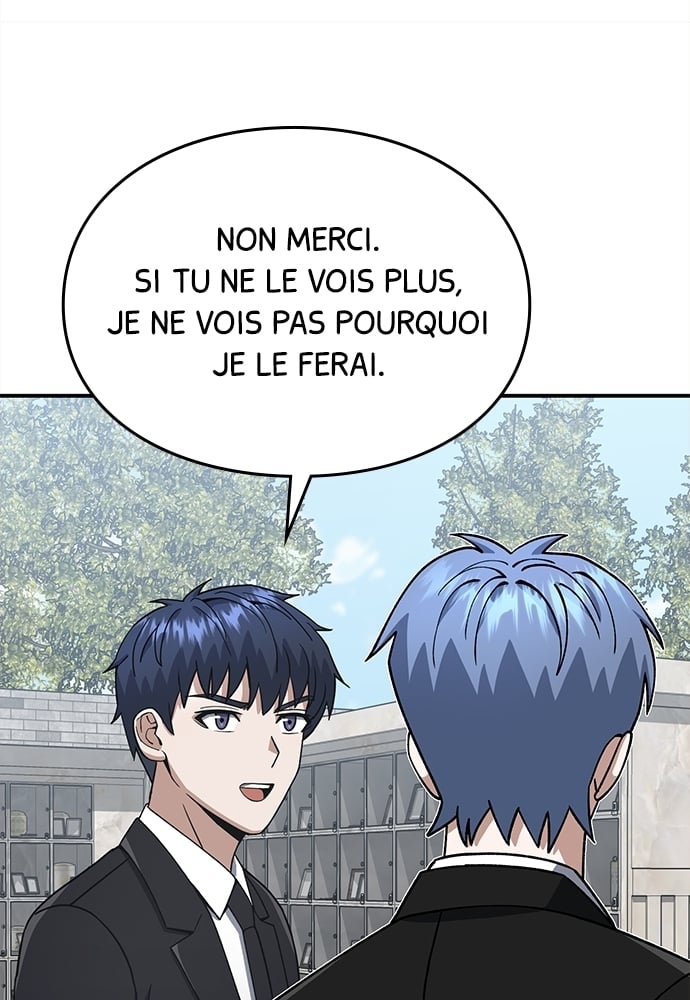 NON MERCI.
SI TU NE LE VOIS PLUS,
JE NE VOIS PAS POURQUOI
JE LE FERAI.